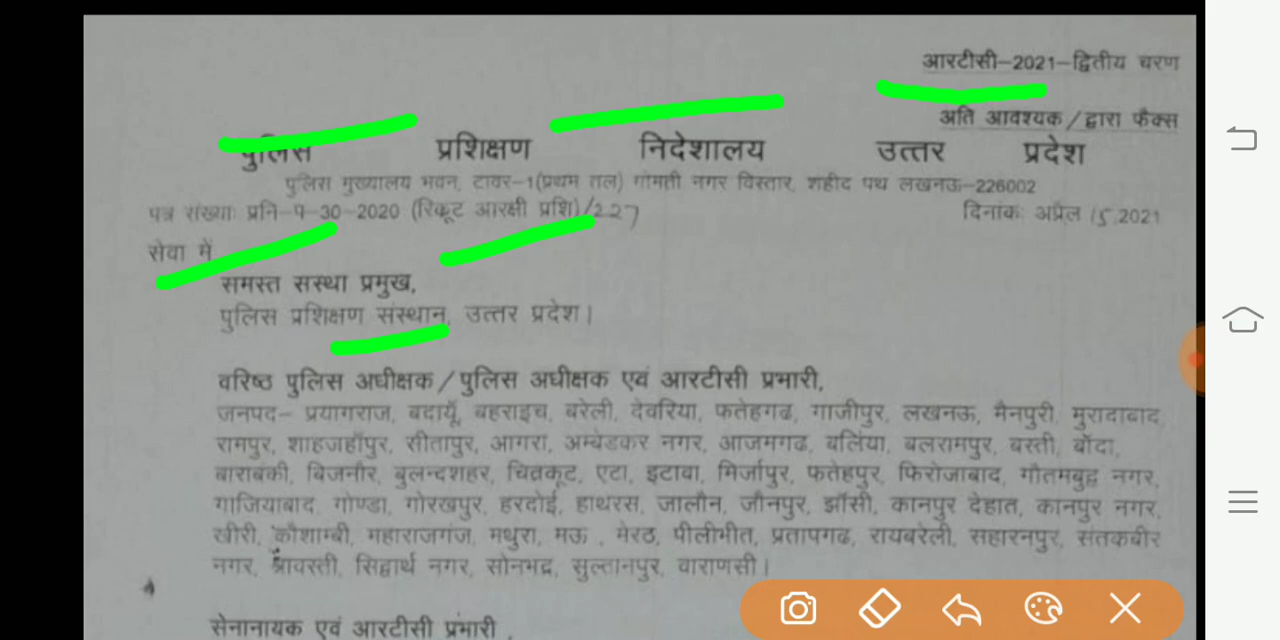 आरटीसी-2021-द्वितीय चरण
अति आवश्यक/द्वारा फैक्स
पुलिस प्रशिक्षण निदेशालय उत्तर प्रदेश
पुलिस मुख्यालय भवन, टावर-1(प्रथम तल) गोमती नगर विस्तार, शहीद पथ लखनऊ-226002
पत्र संख्याः प्रनि-प-30-2020 (रिकूट आरक्षी प्रशि)/227 दिनांकः अप्रैल 15, 2021
सेवा में
समस्त संस्था प्रमुख,
पुलिस प्रशिक्षण संस्थान, उत्तर प्रदेश।
वरिष्ठ पुलिस अधीक्षक/पुलिस अधीक्षक एवं आरटीसी प्रभारी,
जनपद- प्रयागराज, बदायूँ, बहराइच, बरेली, देवरिया, फतेहगढ, गाजीपुर, लखनऊ, मैनपुरी, मुरादाबाद,
रामपुर, शाहजहाँपुर, सीतापुर, आगरा, अम्बेडकर नगर, आजमगढ, बलिया, बलरामपुर, बस्ती, बाँदा,
बाराबंकी, बिजनौर, बुलन्दशहर, चित्रकूट, एटा, इटावा, मिर्जापुर, फतेहपुर, फिरोजाबाद, गौतमबुद्व नगर,
गाजियाबाद, गोण्डा, गोरखपुर, हरदोई, हाथरस, जालौन, जौनपुर, झाँसी, कानपुर देहात, कानपुर नगर,
खीरी, कौशाम्बी, महाराजगंज, मथुरा, मऊ , मेरठ, पीलीभीत, प्रतापगढ, रायबरेली, सहारनपुर, संतकबीर
नगर, श्रावस्ती, सिद्वार्थ नगर, सोनभद्र, सुल्तानपुर, वाराणसी।
सेनानायक एवं आरटीसी प्रभारी,